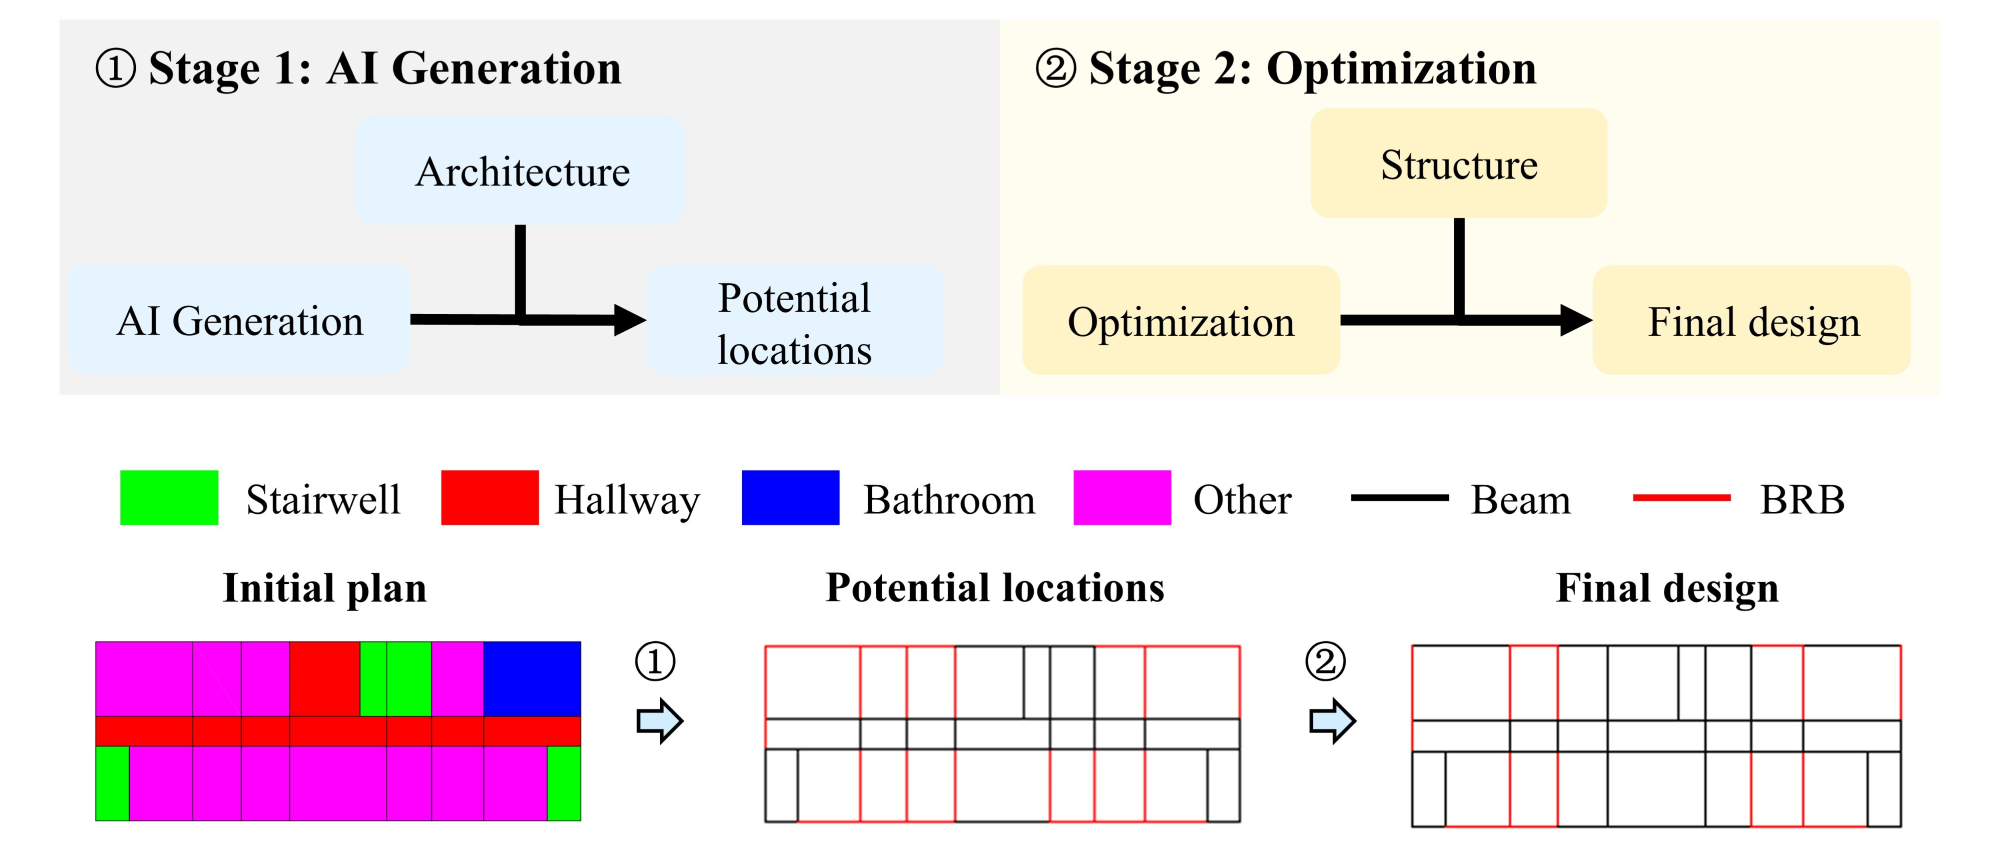 ① Stage 1: AI Generation
Architecture
AI Generation
Potential
locations
② Stage 2: Optimization
Structure
Optimization
Final design
Stairwell
Hallway
Bathroom
Other
Beam
BRB
Initial plan
Potential locations
Final design
①
②